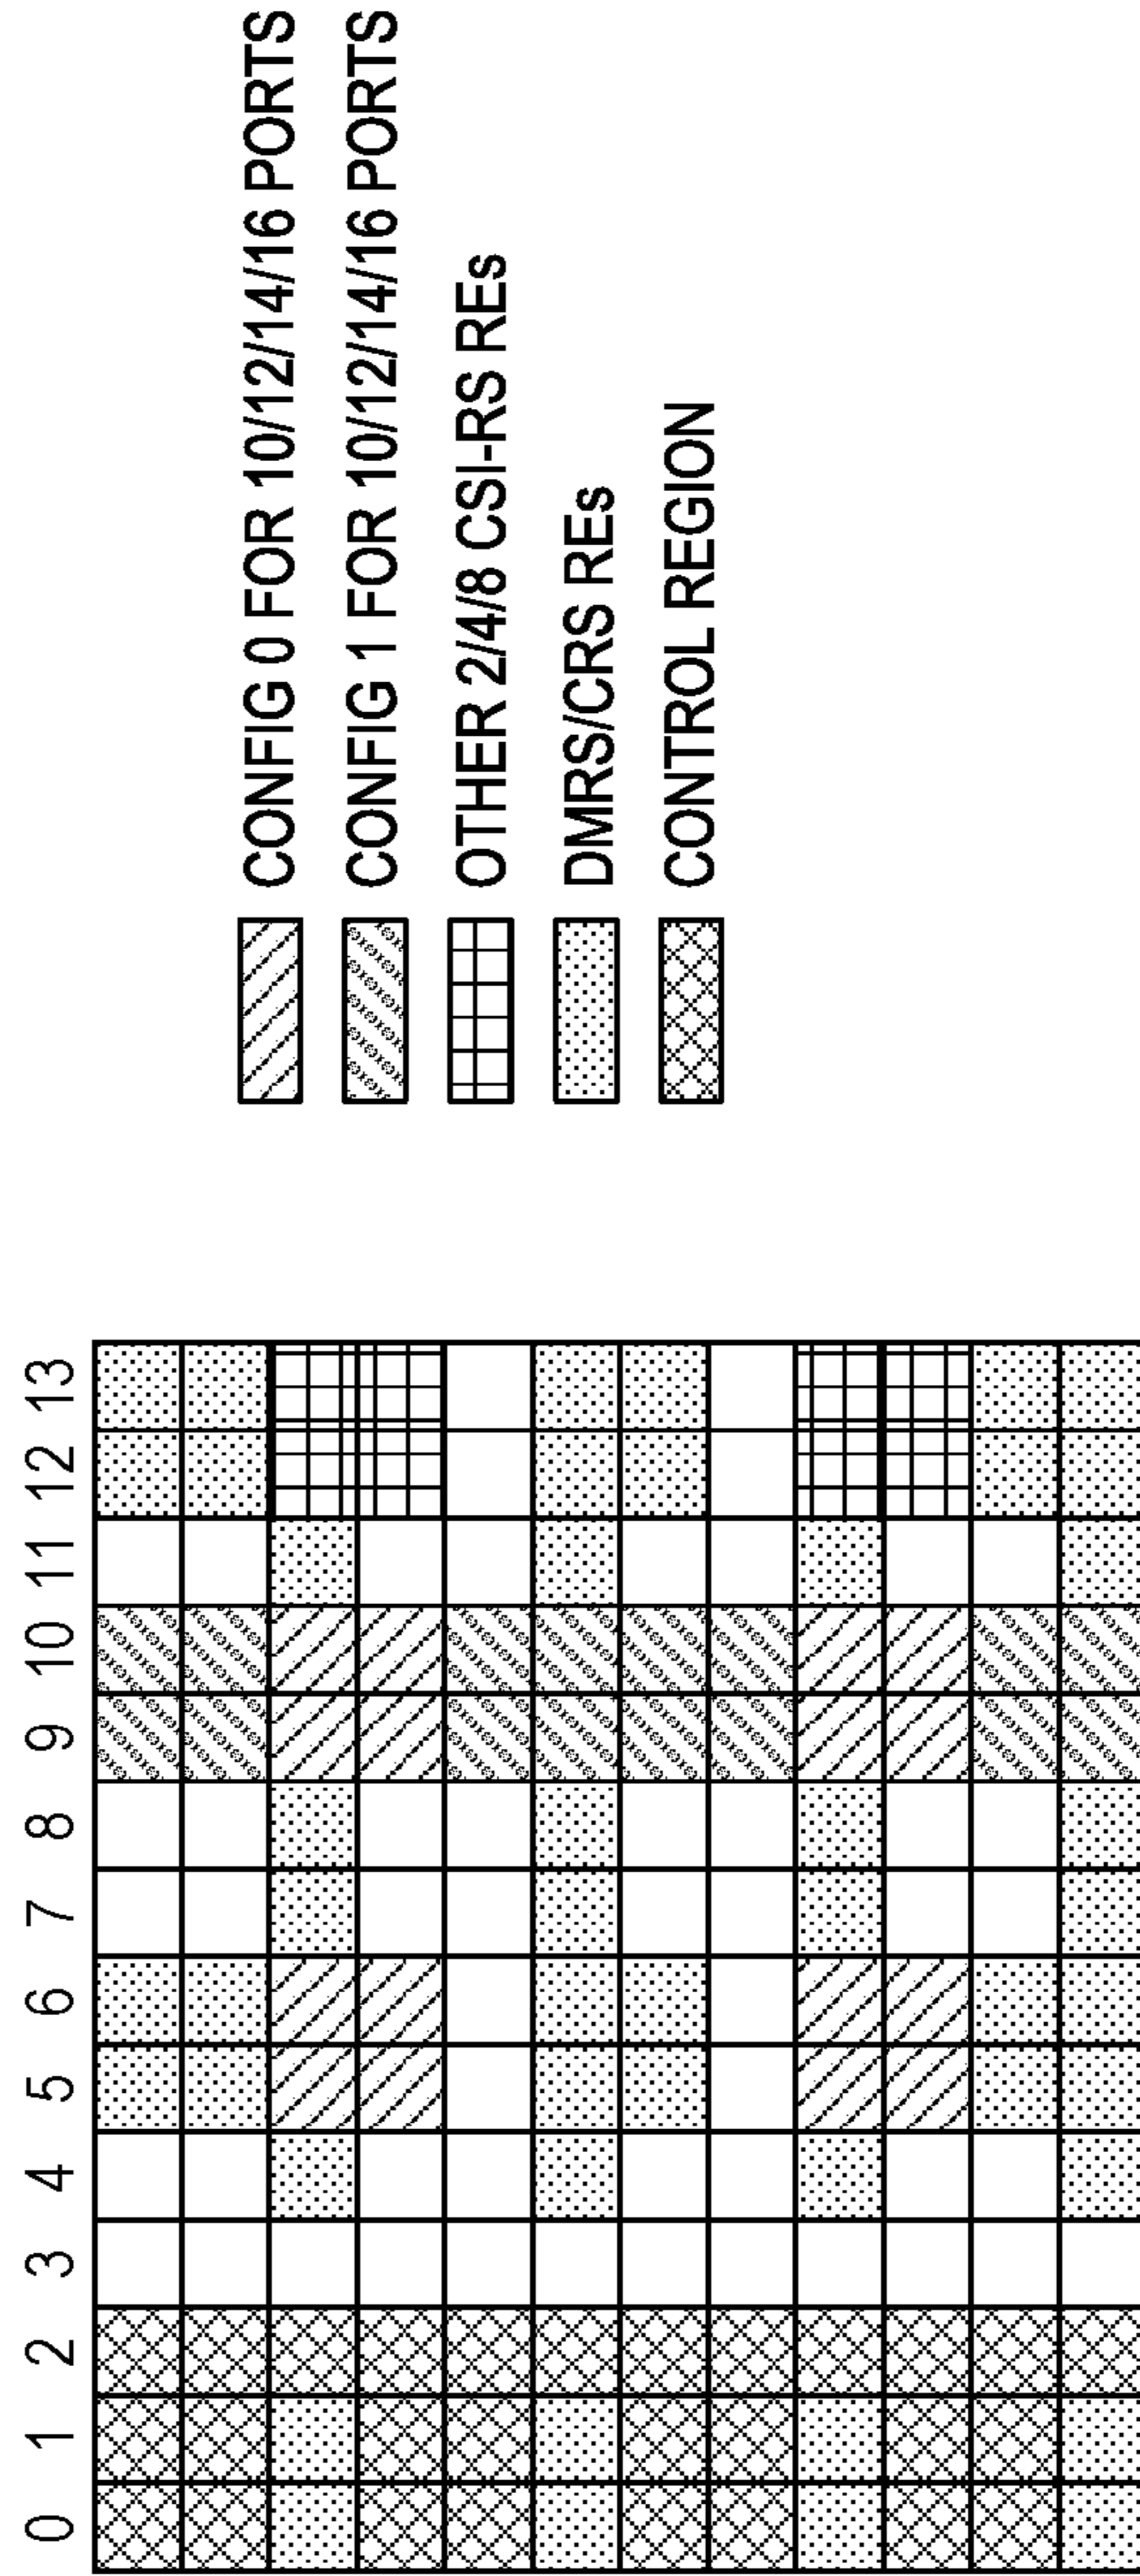 0 1 2 3 4 5 6 7 8 9 10 11 12 13
CONFIG 0 FOR 10/12/14/16 PORTS
CONFIG 1 FOR 10/12/14/16 PORTS
OTHER 2/4/8 CSI-RS REs
DMRS/CRS REs
CONTROL REGION